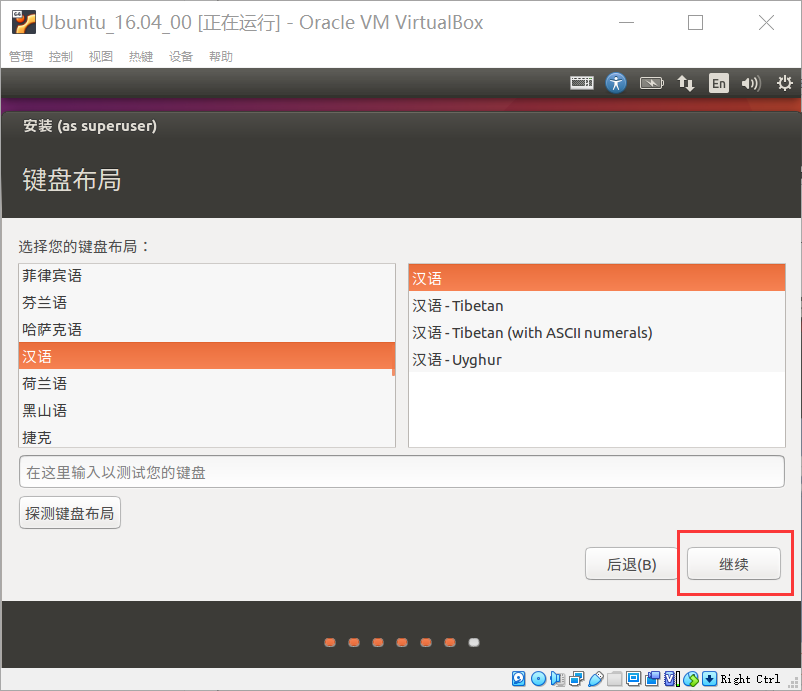 Ubuntu_16.04_00 [正在运行] - Oracle VM VirtualBox
管理 控制 视图 热键 设备 帮助
En
安装 (as superuser)
键盘布局
选择您的键盘布局：
菲律宾语
芬兰语
哈萨克语
汉语
荷兰语
黑山语
捷克
汉语
汉语 - Tibetan
汉语 - Tibetan (with ASCII numerals)
汉语 - Uyghur
在这里输入以测试您的键盘
探测键盘布局
后退(B) 继续
Right Ctrl